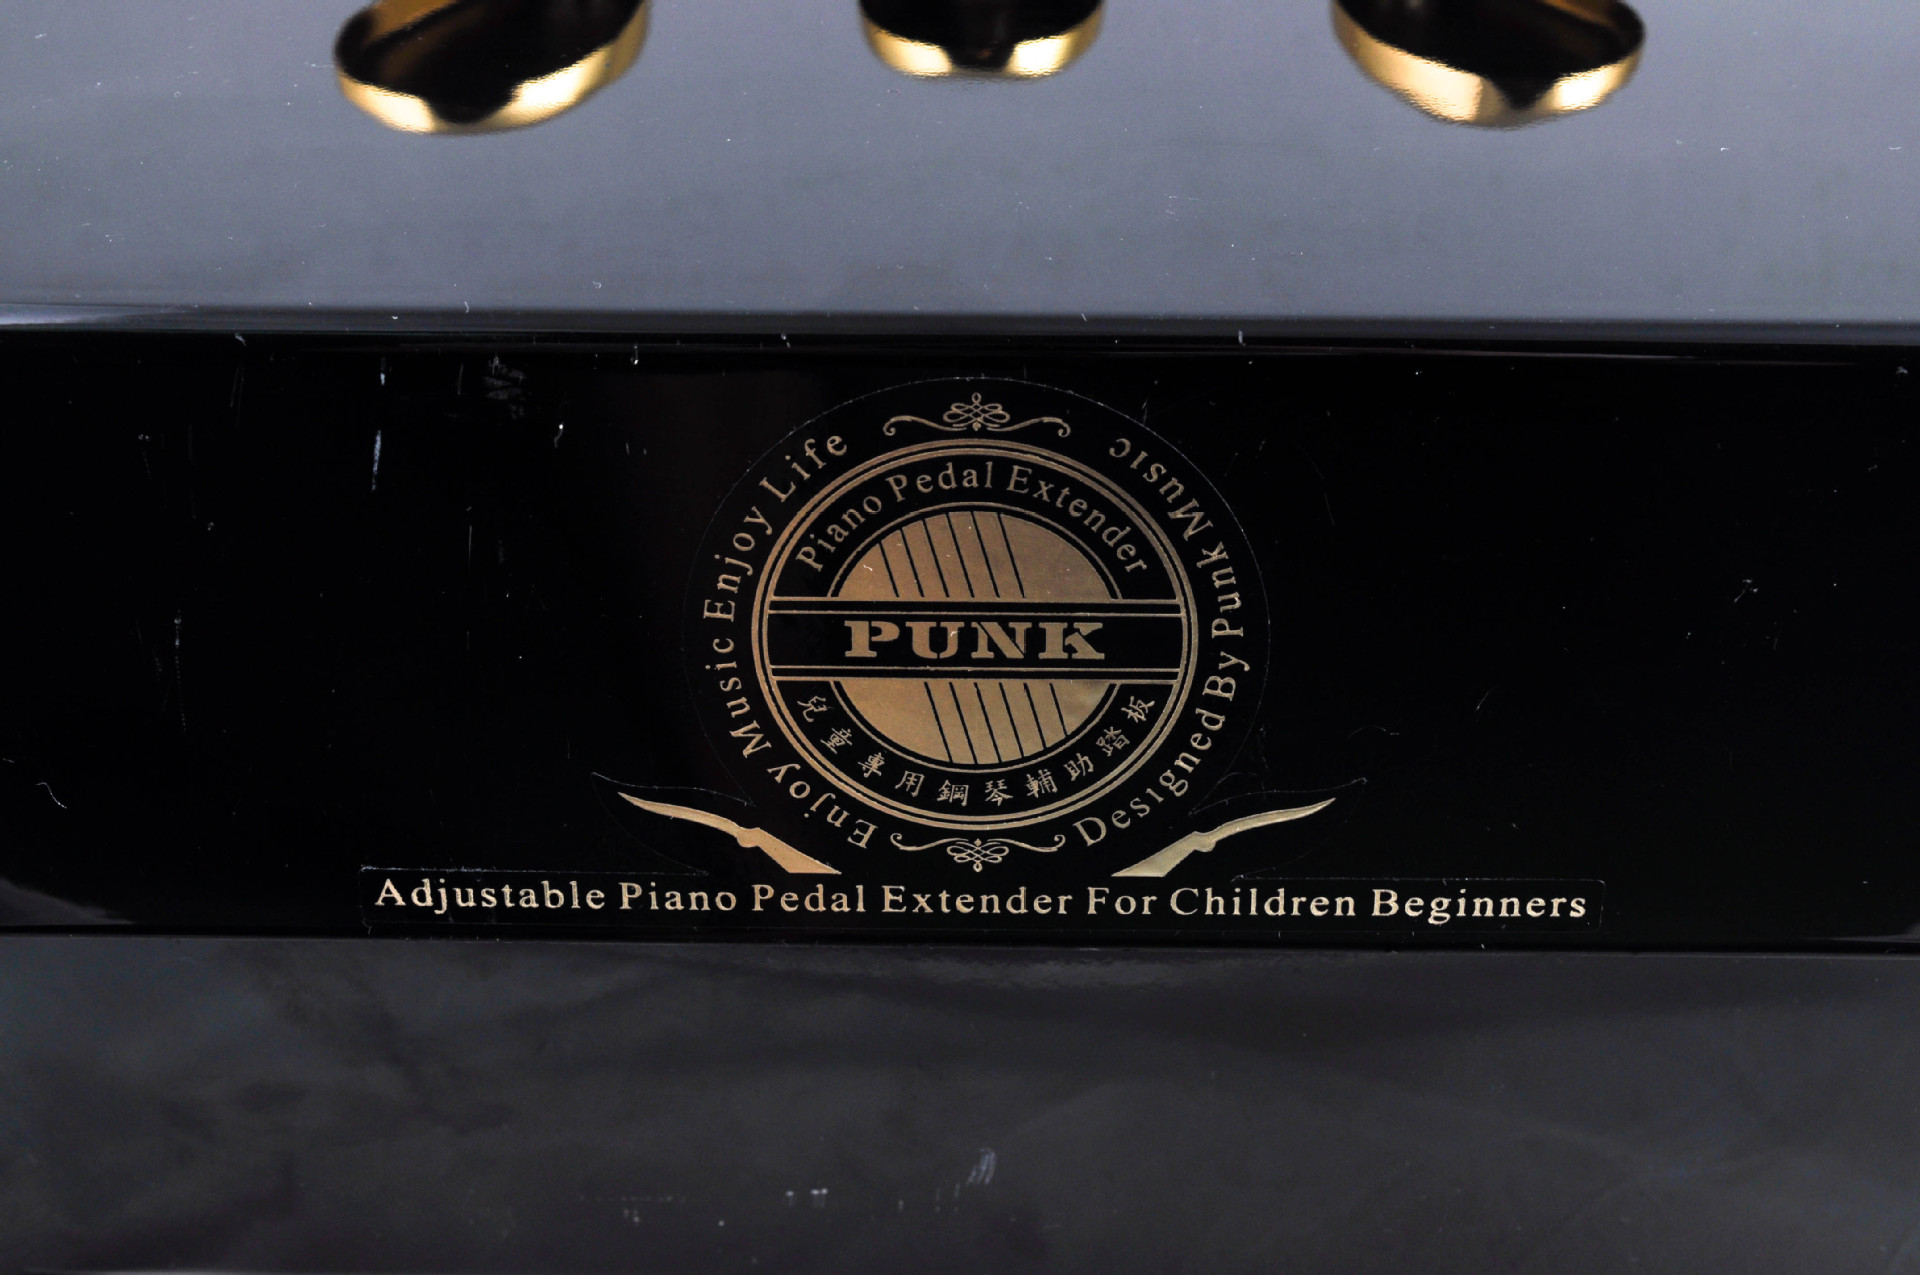 Enjoy Music Enjoy Life
Designed By Punk Music
Piano Pedal Extender
PUNK
兒童專用鋼琴輔助踏板
Adjustable Piano Pedal Extender For Children Beginners